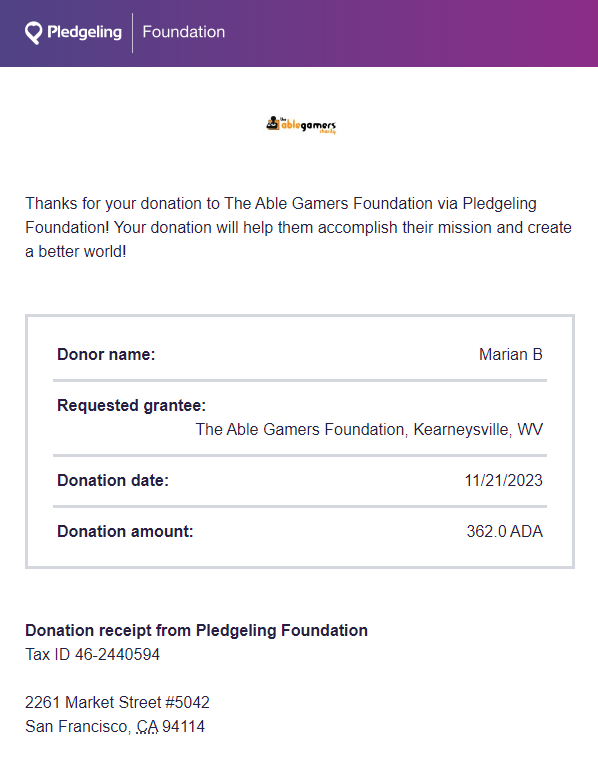 Pledgeling Foundation
the
ablegamers
charity
Thanks for your donation to The Able Gamers Foundation via Pledgeling
Foundation! Your donation will help them accomplish their mission and create
a better world!
Donor name: Marian B
Requested grantee:
The Able Gamers Foundation, Kearneysville, WV
Donation date: 11/21/2023
Donation amount: 362.0 ADA
Donation receipt from Pledgeling Foundation
Tax ID 46-2440594
2261 Market Street #5042
San Francisco, CA 94114